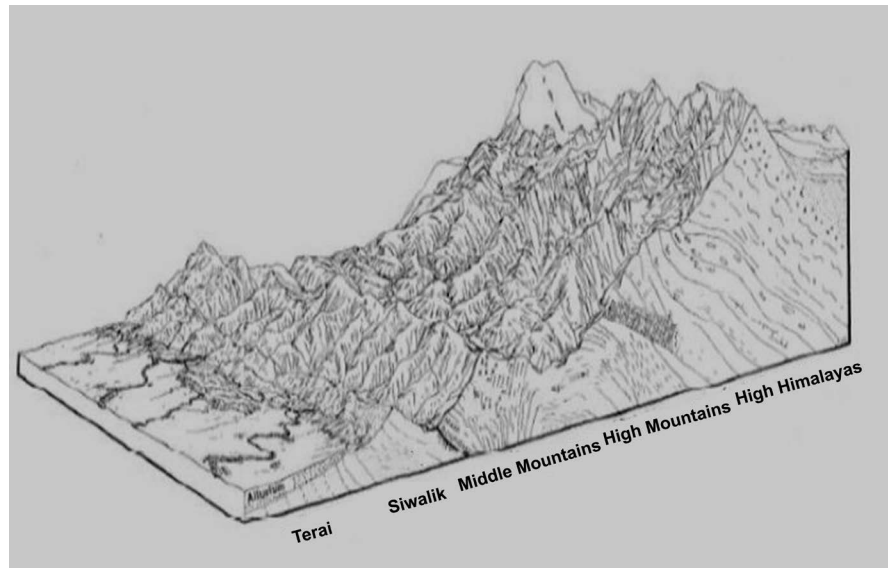 Alluvium
Terai
Siwalik
Middle Mountains
High Mountains
High Himalayas